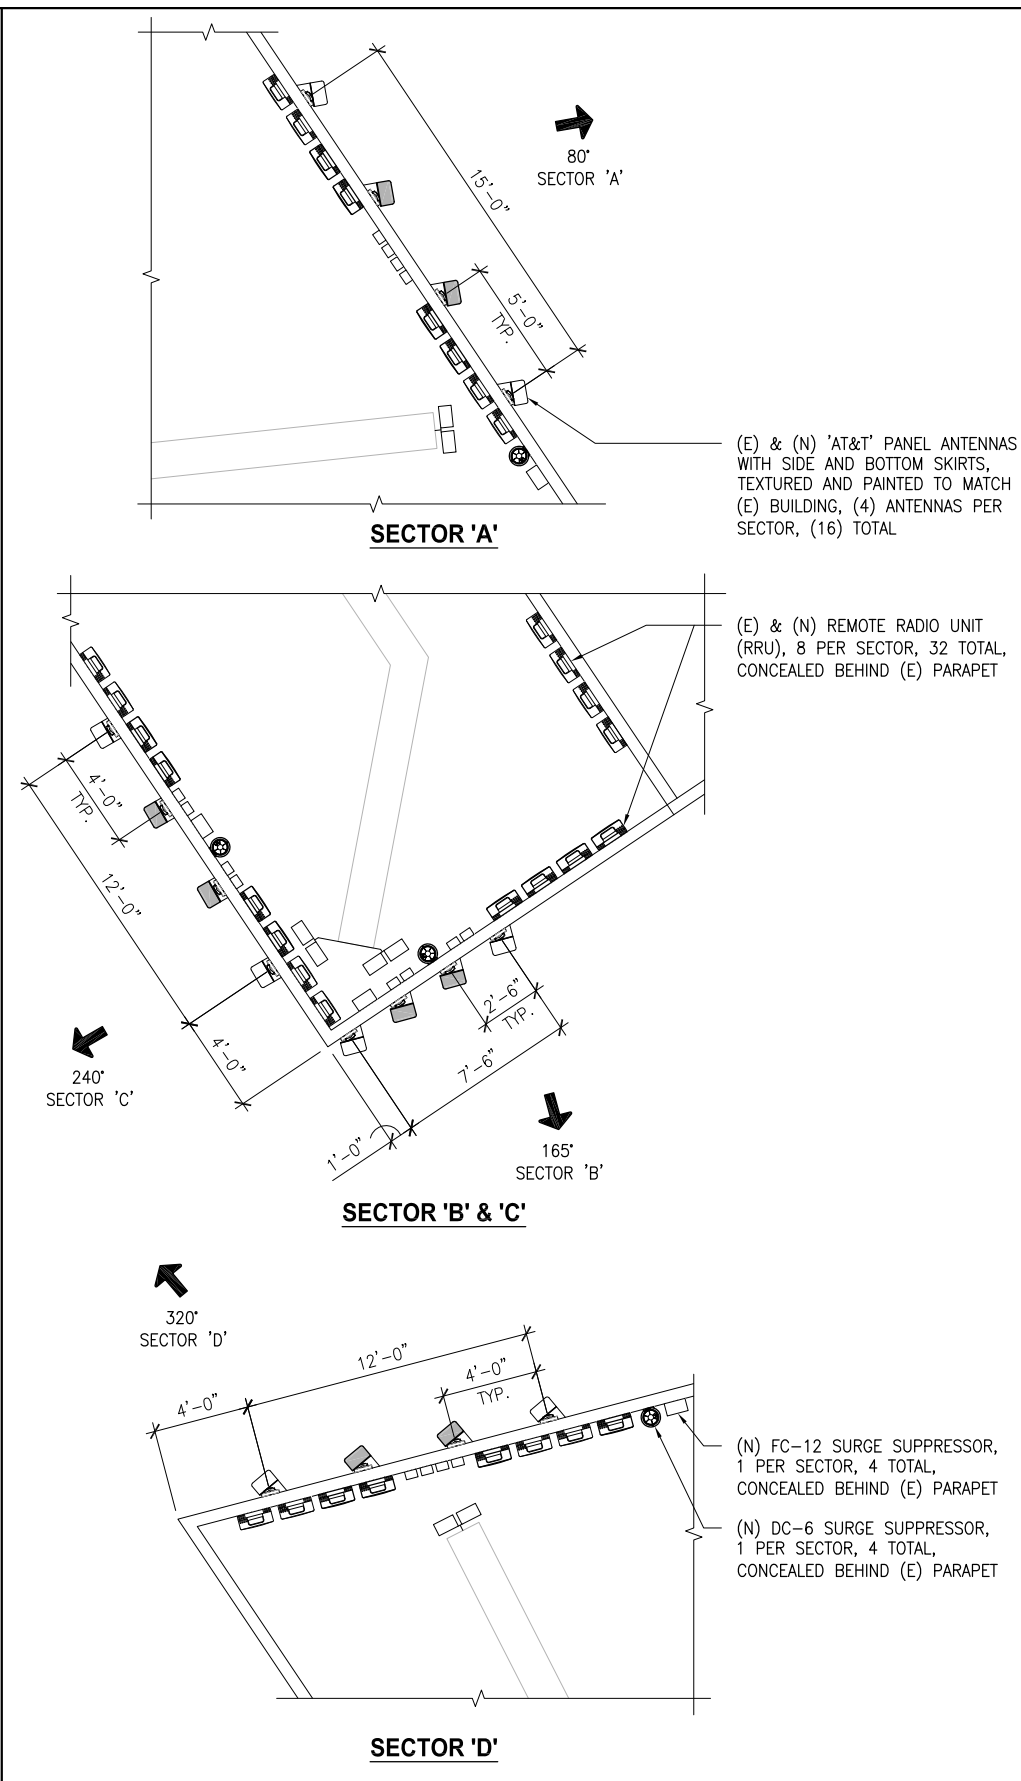 80°
SECTOR 'A'
15'-0"
5'-0"
TYP.
(E) & (N) 'AT&T' PANEL ANTENNAS
WITH SIDE AND BOTTOM SKIRTS,
TEXTURED AND PAINTED TO MATCH
(E) BUILDING, (4) ANTENNAS PER
SECTOR, (16) TOTAL
SECTOR 'A'
(E) & (N) REMOTE RADIO UNIT
(RRU), 8 PER SECTOR, 32 TOTAL,
CONCEALED BEHIND (E) PARAPET
4'-0"
TYP.
12'-0"
4'-0"
2'-6"
TYP.
7'-6"
1'-0"
240°
SECTOR 'C'
165°
SECTOR 'B'
SECTOR 'B' & 'C'
320°
SECTOR 'D'
12'-0"
4'-0"
4'-0"
TYP.
(N) FC-12 SURGE SUPPRESSOR,
1 PER SECTOR, 4 TOTAL,
CONCEALED BEHIND (E) PARAPET
(N) DC-6 SURGE SUPPRESSOR,
1 PER SECTOR, 4 TOTAL,
CONCEALED BEHIND (E) PARAPET
SECTOR 'D'